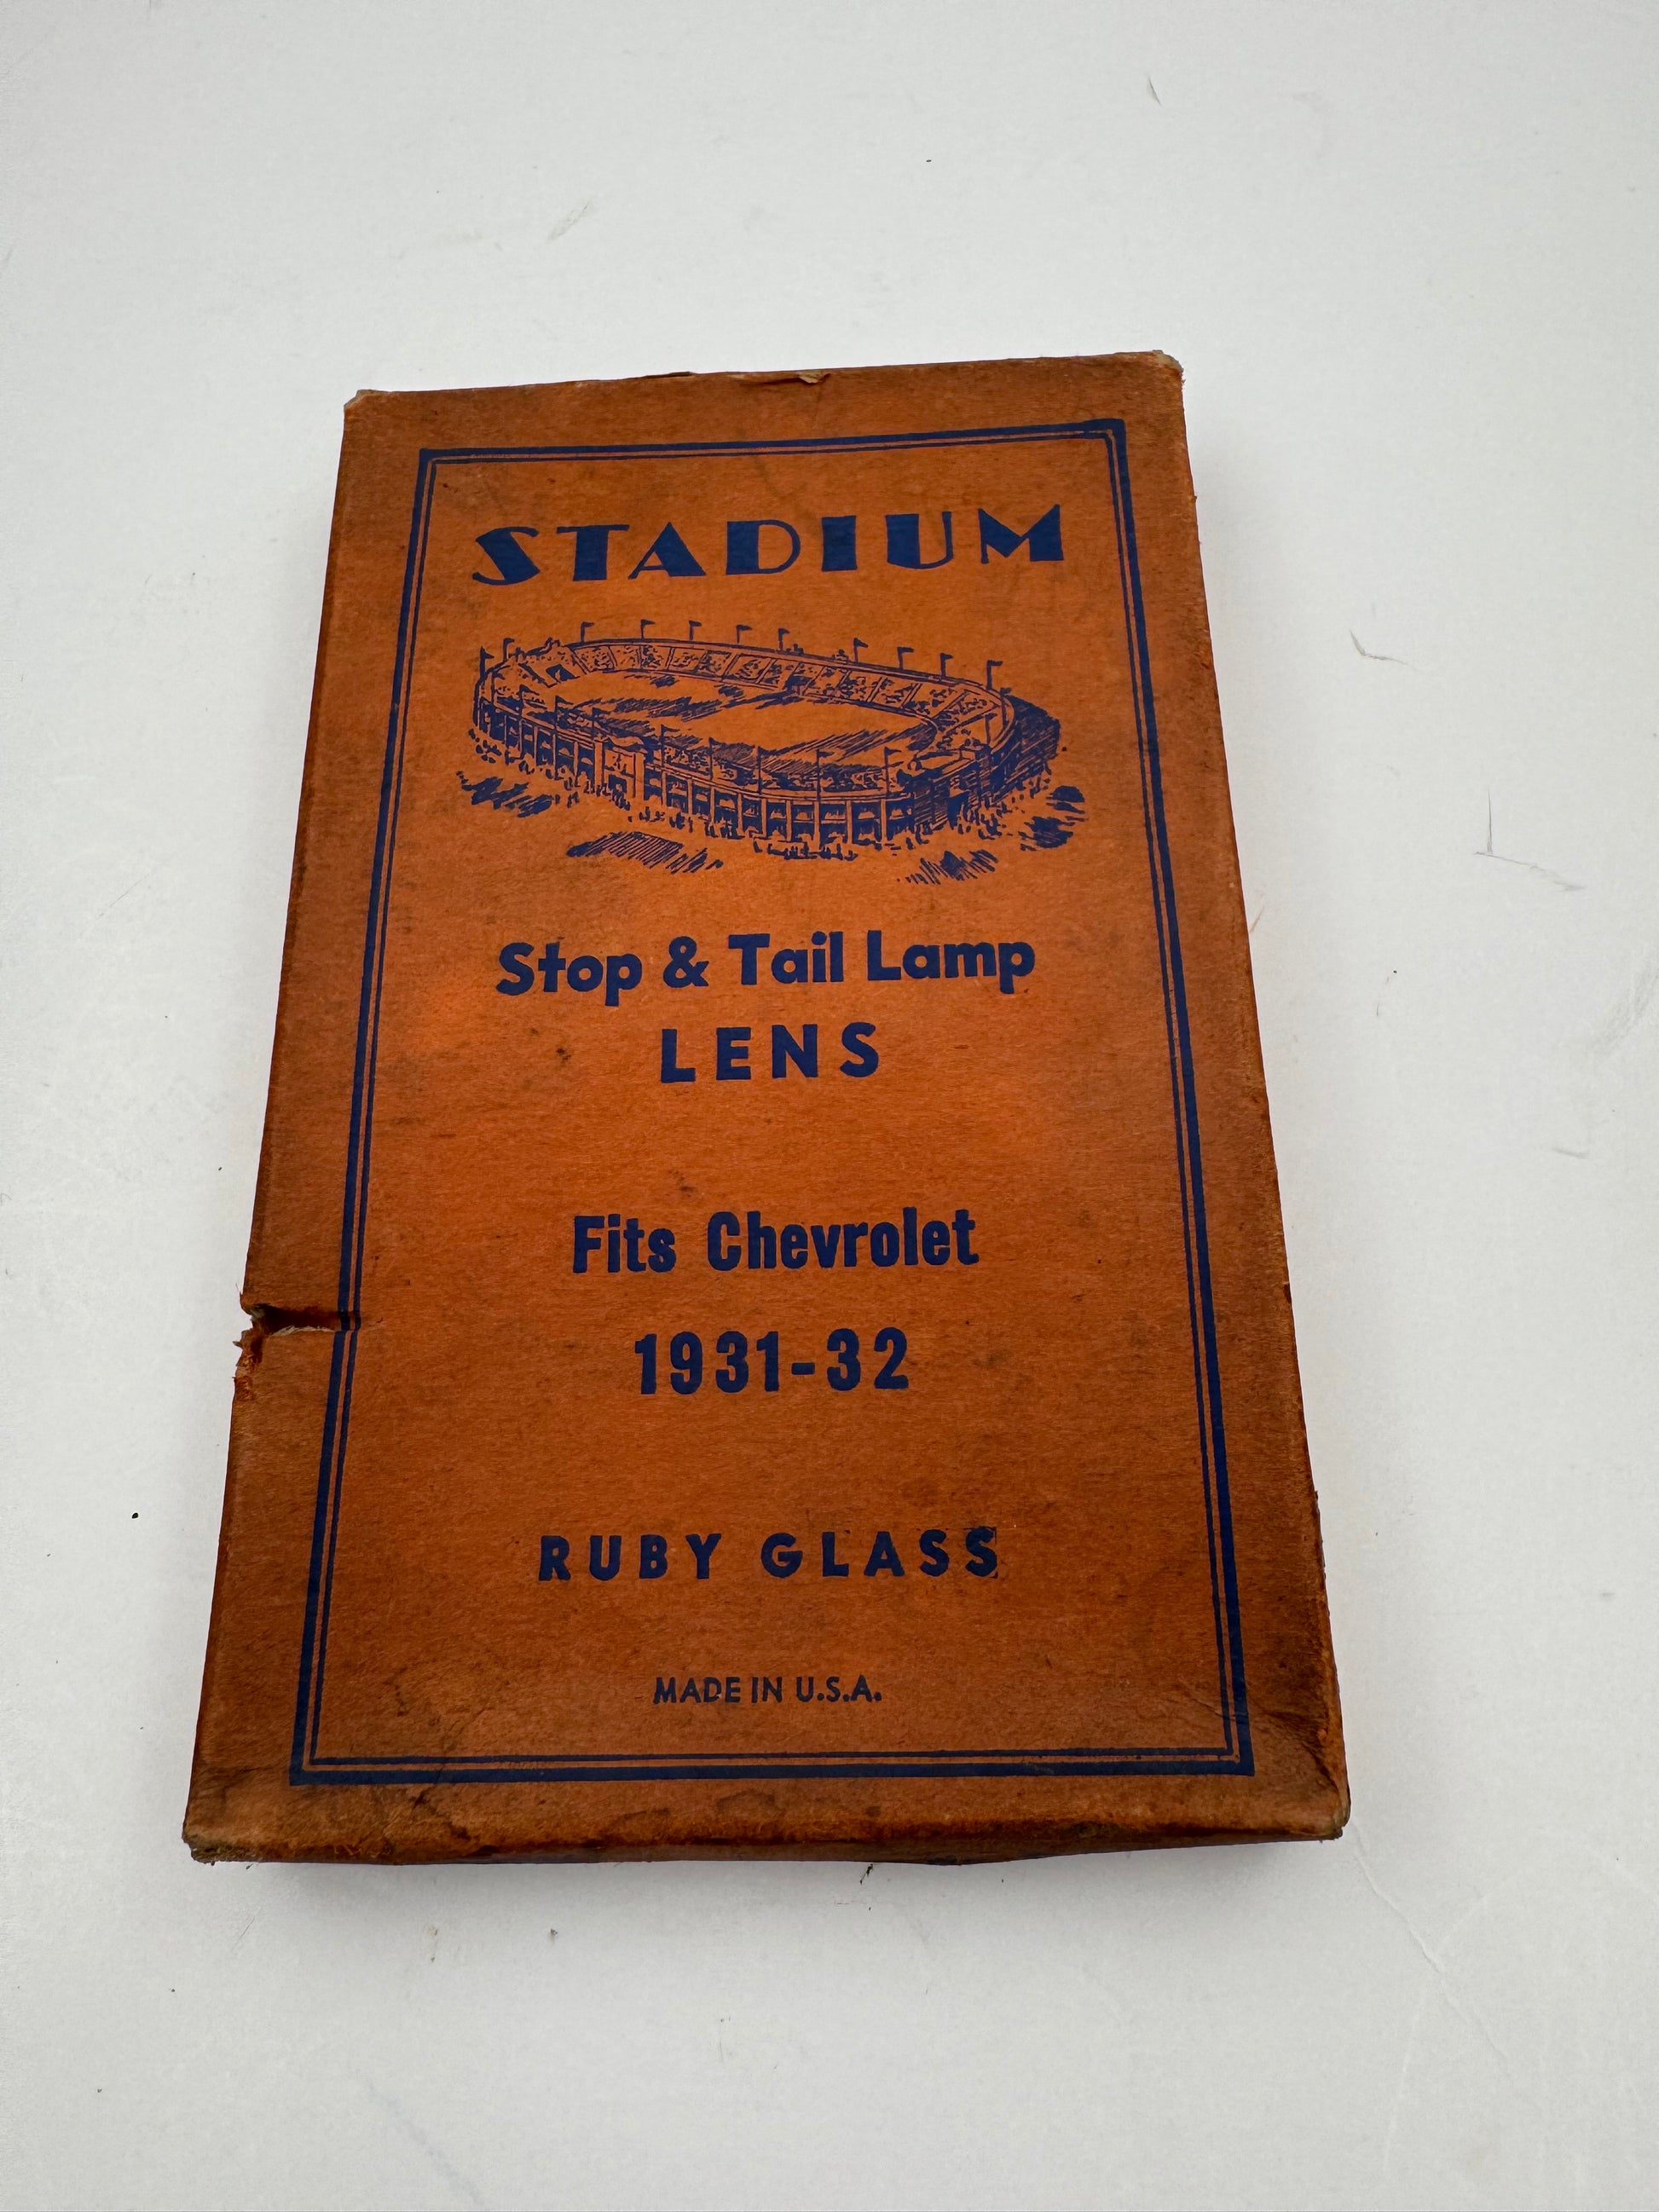 STADIUM
Stop & Tail Lamp
LENS
Fits Chevrolet
1931-32
RUBY GLASS
MADE IN U.S.A.